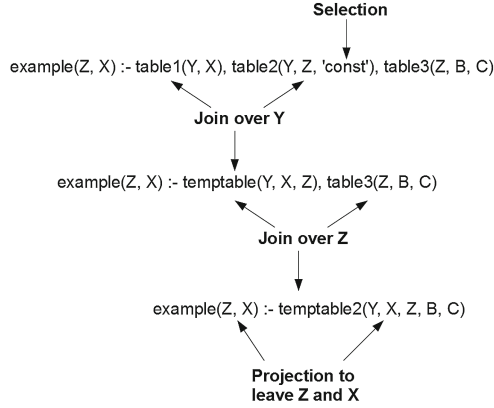 Selection
example(Z, X) :- table1(Y, X), table2(Y, Z, 'const'), table3(Z, B, C)
Join over Y
example(Z, X) :- temptable(Y, X, Z), table3(Z, B, C)
Join over Z
example(Z, X) :- temptable2(Y, X, Z, B, C)
Projection to
leave Z and X